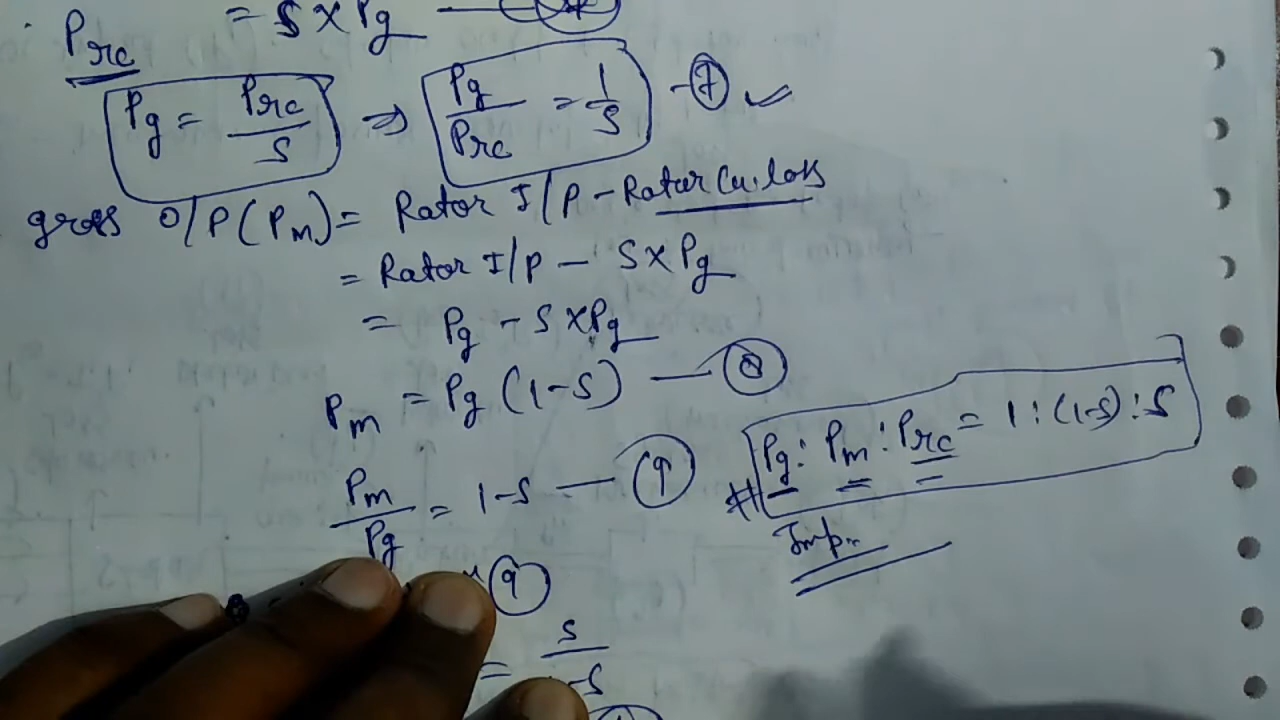 Prc = S × Pg
Pg = Prc / S ⇒ Pg / Prc = 1 / S - 7 ✓
gross O/P (Pm) = Rotor I/P - Rotor Cu. loss
= Rotor I/P - S × Pg
= Pg - S × Pg
Pm = Pg (1-S) - 8
Pm / Pg = 1-S - 9
# Pg : Pm : Prc = 1 : (1-S) : S
Imp.
9
= S / -S